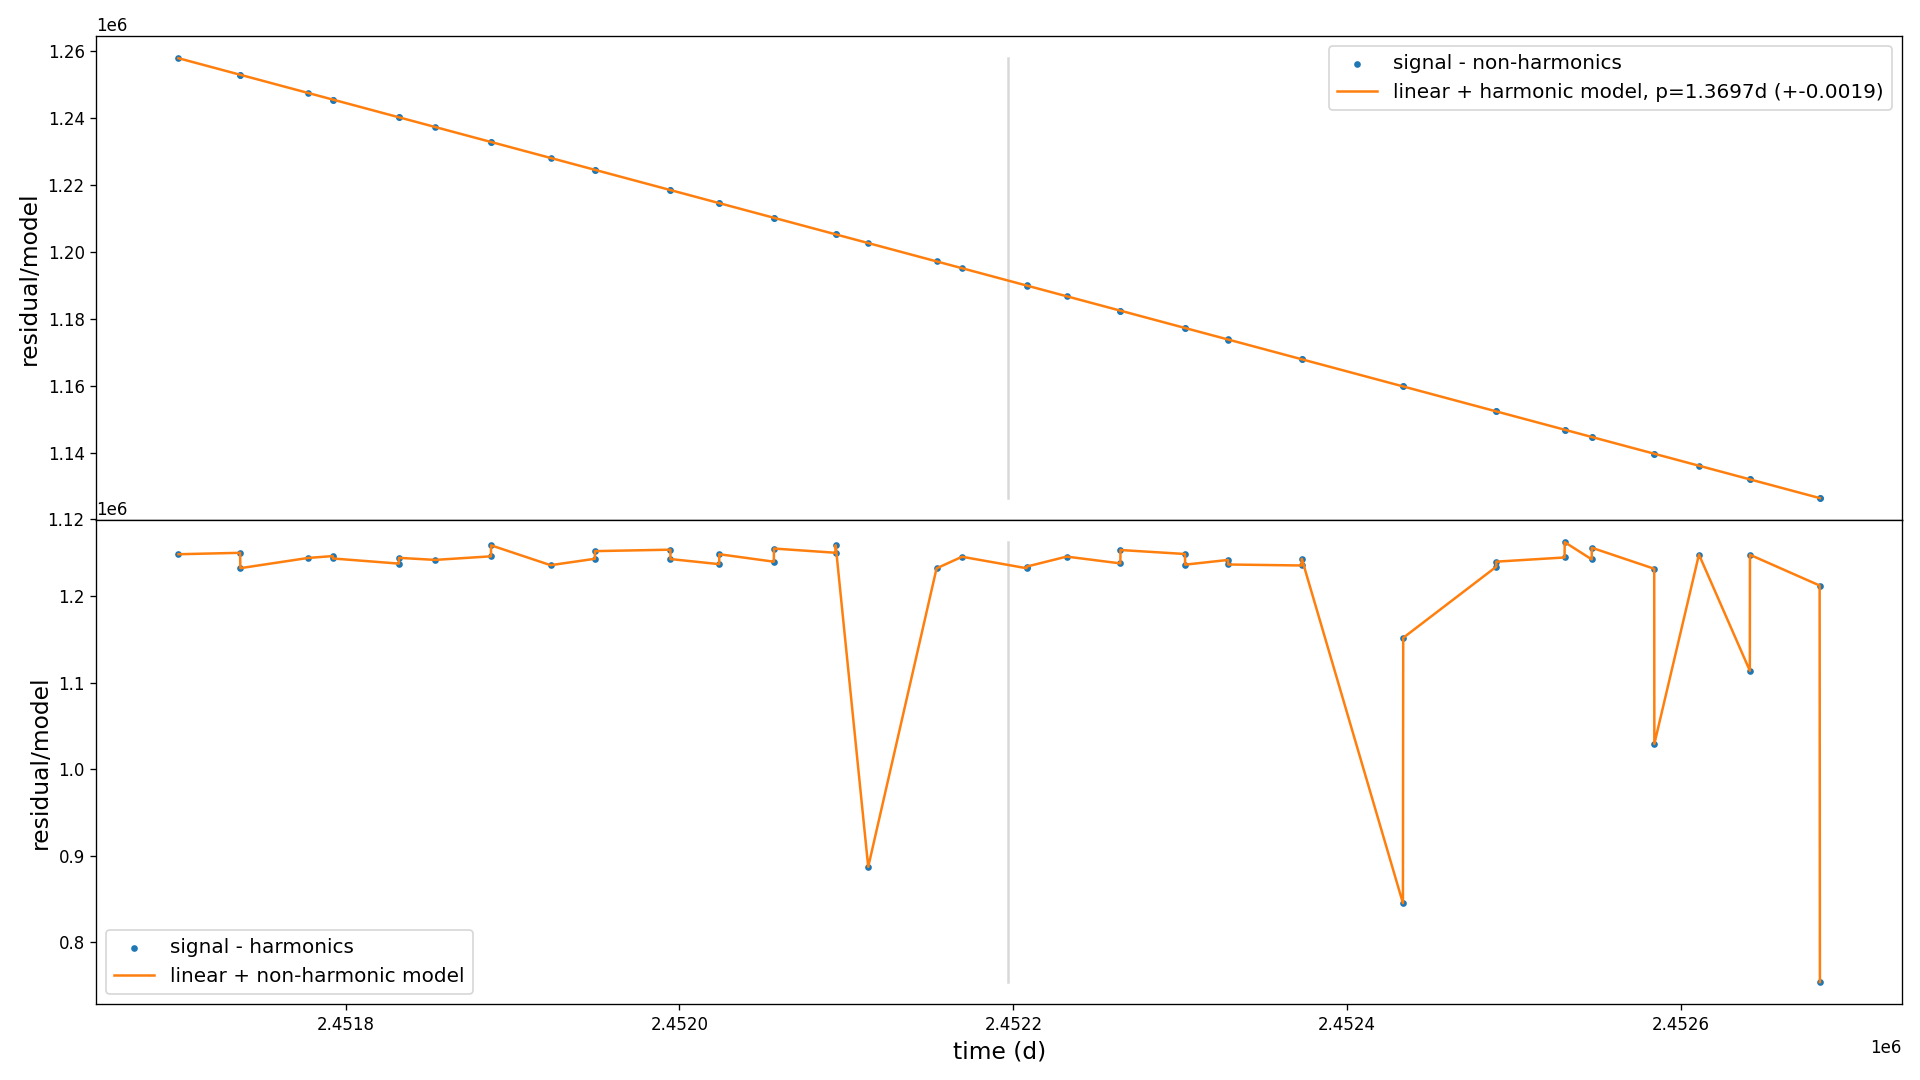 1e6
1.26
1.24
1.22
1.20
1.18
1.16
1.14
1.12
residual/model
signal - non-harmonics
linear + harmonic model, p=1.3697d (+-0.0019)
1e6
1.2
1.1
1.0
0.9
0.8
residual/model
signal - harmonics
linear + non-harmonic model
2.4518
2.4520
2.4522
2.4524
2.4526
1e6
time (d)